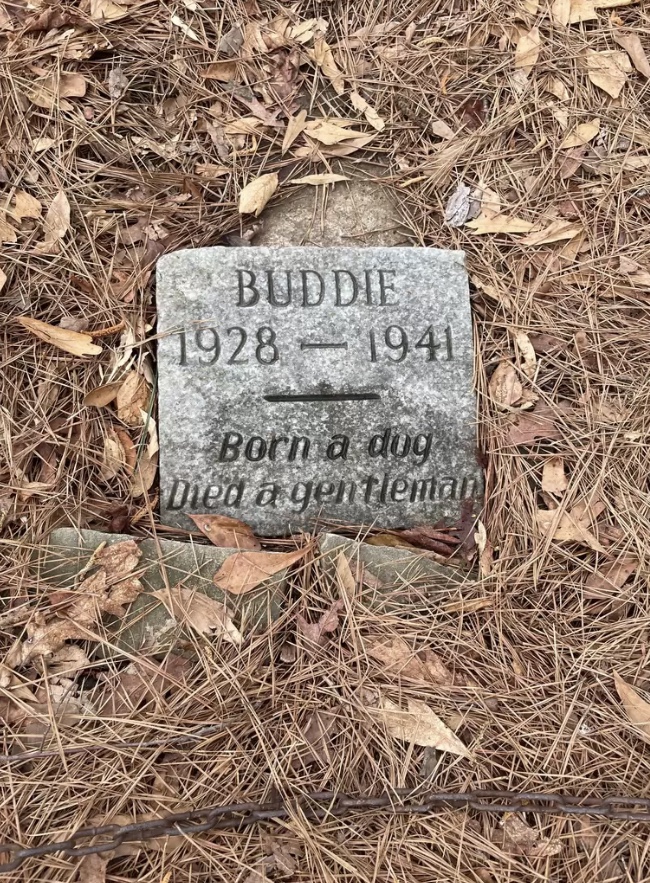 BUDDIE
1928 — 1941
Born a dog
Died a gentleman